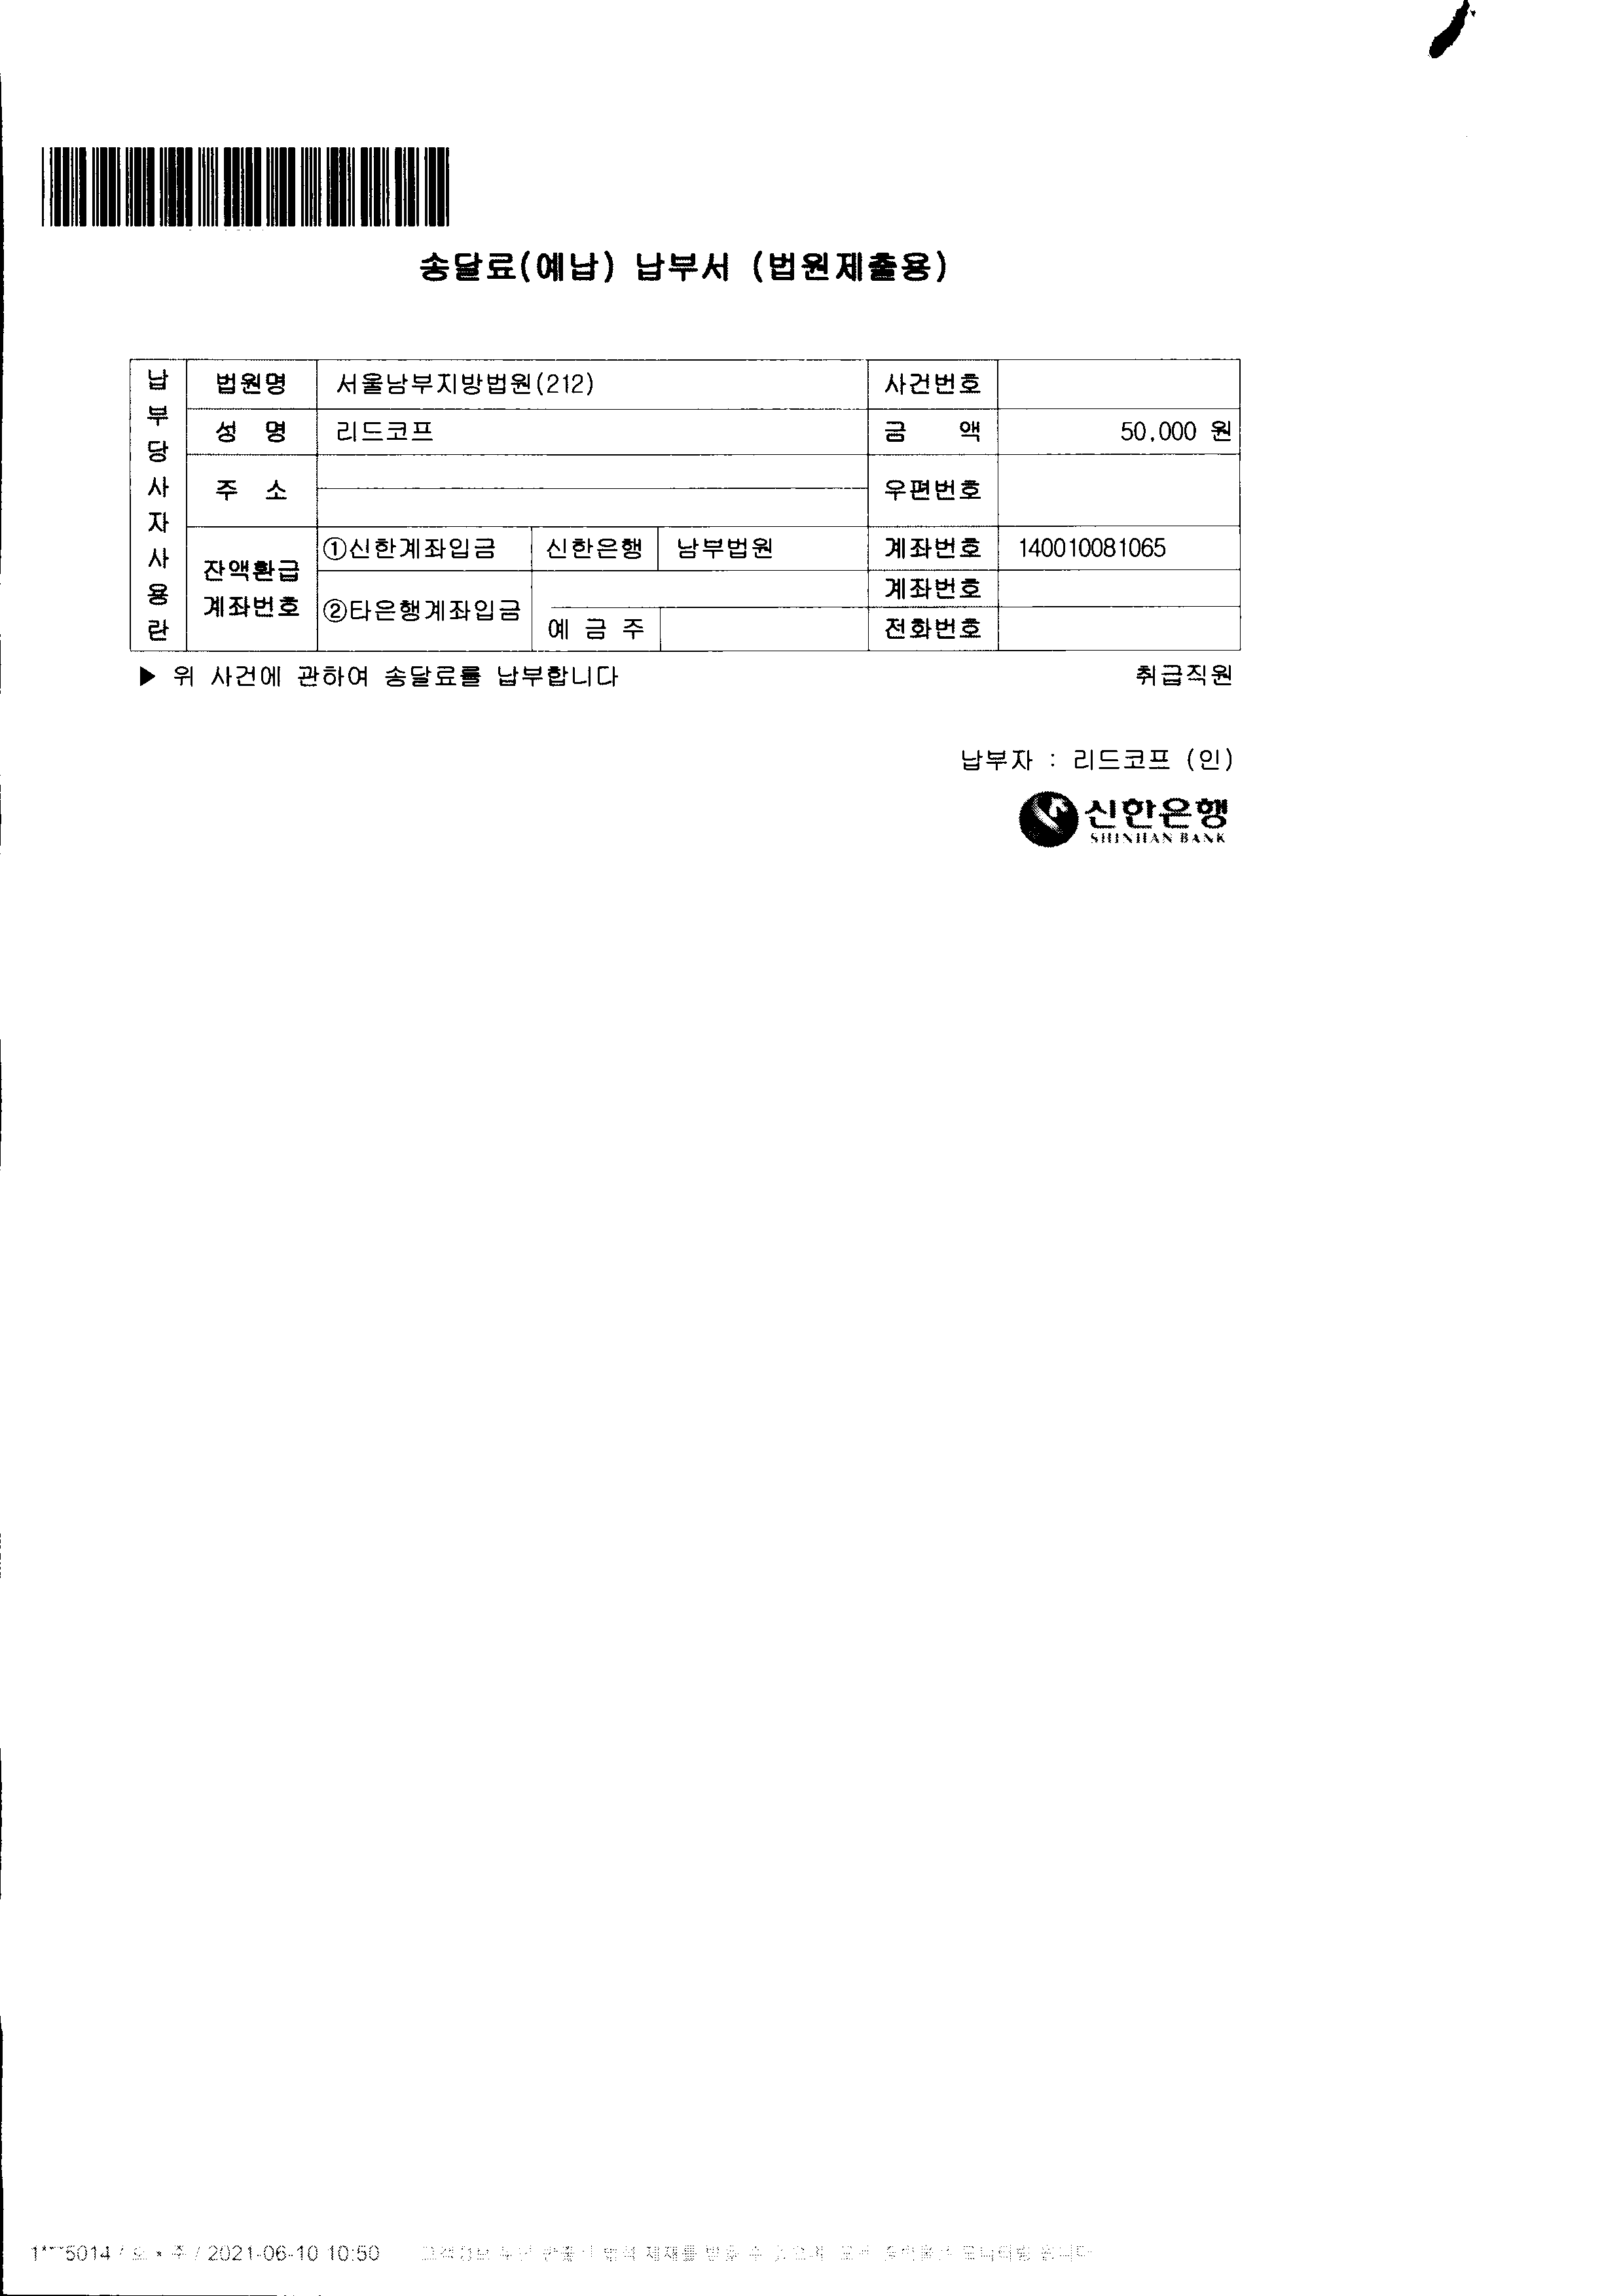 송달료(예납) 납부서 (법원제출용)
납부당사자사용란
법원명 서울남부지방법원(212) 사건번호
성 명 리드코프 금 액 50,000 원
주 소 우편번호
잔액환급 계좌번호
①신한계좌입금 신한은행 남부법원 계좌번호 140010081065
②타은행계좌입금 계좌번호
예 금 주 전화번호
▶ 위 사건에 관하여 송달료를 납부합니다 취급직원
납부자 : 리드코프 (인)
신한은행
SHINHAN BANK
5014 / 2021-06-10 10:50
제재를 받을 수